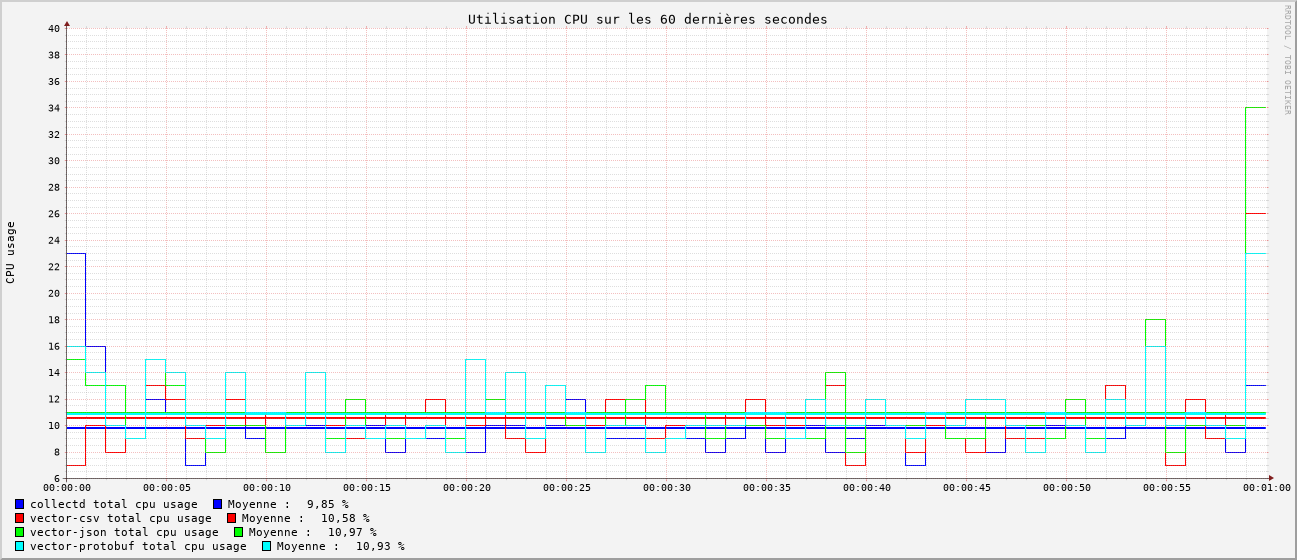 Utilisation CPU sur les 60 dernières secondes
RRDTOOL / TOBI OETIKER
CPU usage
40
38
36
34
32
30
28
26
24
22
20
18
16
14
12
10
8
6
00:00:00 00:00:05 00:00:10 00:00:15 00:00:20 00:00:25 00:00:30 00:00:35 00:00:40 00:00:45 00:00:50 00:00:55 00:01:00
collectd total cpu usage Moyenne : 9,85 %
vector-csv total cpu usage Moyenne : 10,58 %
vector-json total cpu usage Moyenne : 10,97 %
vector-protobuf total cpu usage Moyenne : 10,93 %